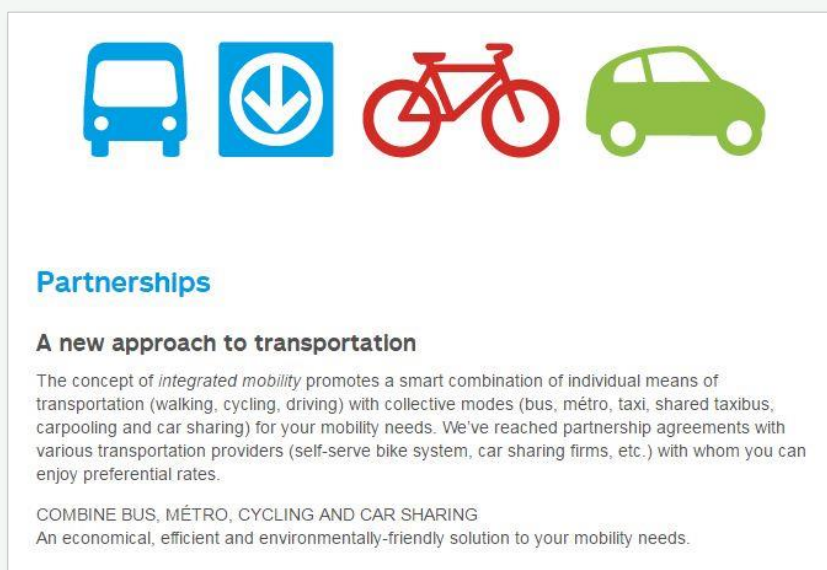 Partnerships
A new approach to transportation
The concept of integrated mobility promotes a smart combination of individual means of
transportation (walking, cycling, driving) with collective modes (bus, métro, taxi, shared taxibus,
carpooling and car sharing) for your mobility needs. We've reached partnership agreements with
various transportation providers (self-serve bike system, car sharing firms, etc.) with whom you can
enjoy preferential rates.
COMBINE BUS, MÉTRO, CYCLING AND CAR SHARING
An economical, efficient and environmentally-friendly solution to your mobility needs.